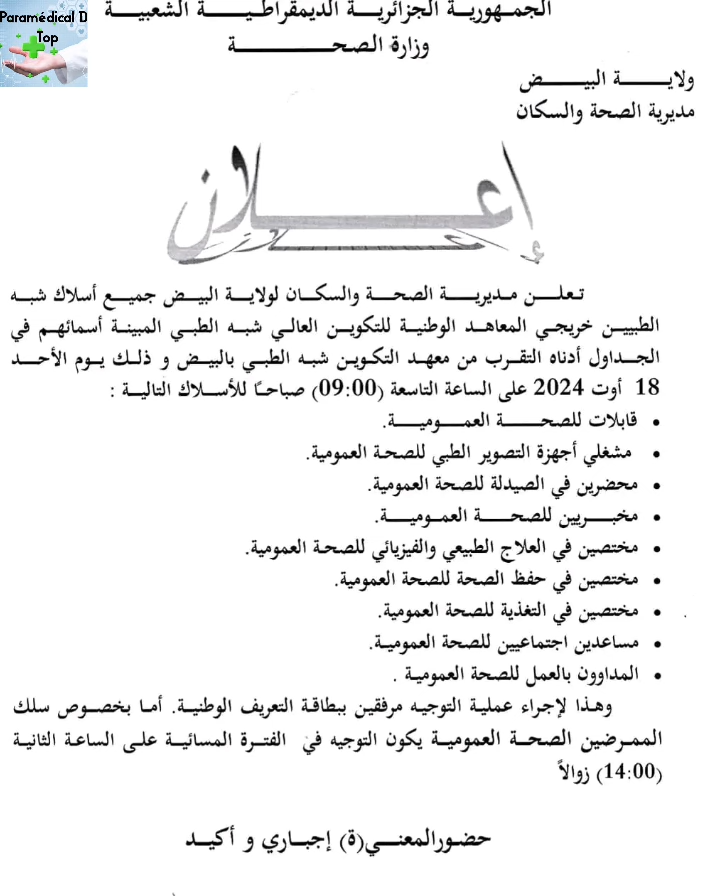 Paramédical D
Top
الجمهورية الجزائرية الديمقراطية الشعبية
وزارة الصحة
ولاية البيض
مديرية الصحة والسكان
إعلان
تعلن مديرية الصحة والسكان لولاية البيض جميع أسلاك شبه
الطبيين خريجي المعاهد الوطنية للتكوين العالي شبه الطبي المبينة أسمائهم في
الجداول أدناه التقرب من معهد التكوين شبه الطبي بالبيض و ذلك يوم الأحد
18 أوت 2024 على الساعة التاسعة (09:00) صباحًا للأسلاك التالية :
• قابلات للصحة العمومية.
• مشغلي أجهزة التصوير الطبي للصحة العمومية.
• محضرين في الصيدلة للصحة العمومية.
• مخبريين للصحة العمومية.
• مختصين في العلاج الطبيعي والفيزيائي للصحة العمومية.
• مختصين في حفظ الصحة للصحة العمومية.
• مختصين في التغذية للصحة العمومية.
• مساعدين اجتماعيين للصحة العمومية.
• المداوون بالعمل للصحة العمومية .
وهذا لإجراء عملية التوجيه مرفقين ببطاقة التعريف الوطنية. أما بخصوص سلك
الممرضين الصحة العمومية يكون التوجيه في الفترة المسائية على الساعة الثانية
(14:00) زوالاً
حضورالمعني(ة) إجباري و أكيد